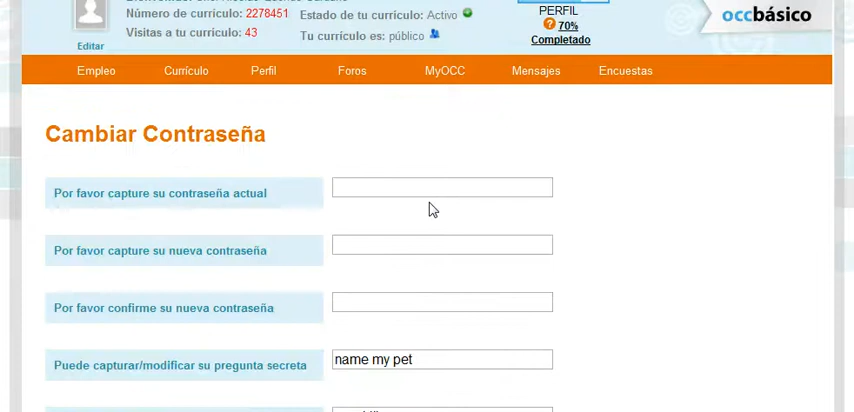 PERFIL
Número de currículo: 2278451
Estado de tu currículo: Activo
70%
occbásico
Visitas a tu currículo: 43
Tu currículo es: público
Completado
Editar
Empleo Currículo Perfil Foros MyOCC Mensajes Encuestas
Cambiar Contraseña
Por favor capture su contraseña actual
Por favor capture su nueva contraseña
Por favor confirme su nueva contraseña
Puede capturar/modificar su pregunta secreta
name my pet